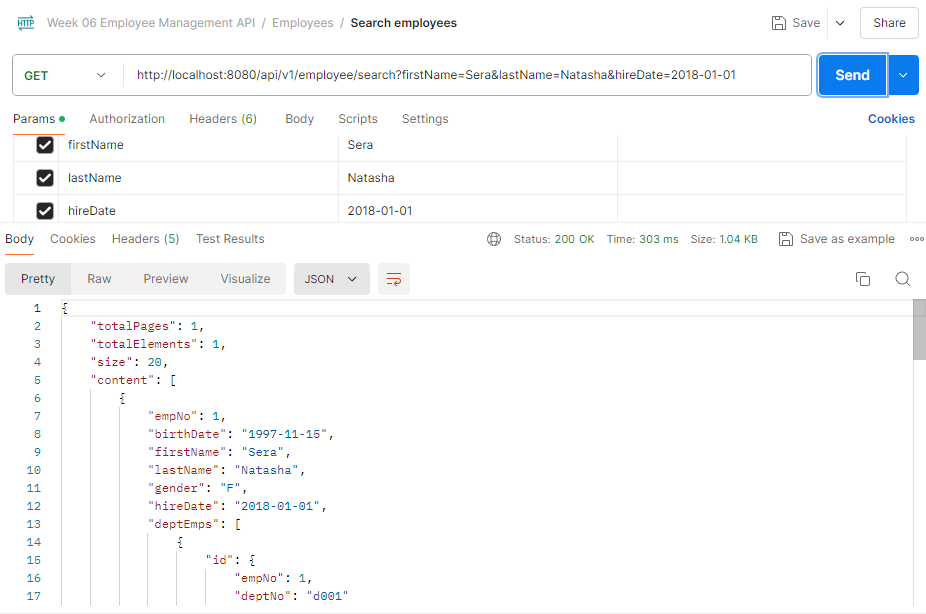 HTTP Week 06 Employee Management API / Employees / Search employees Save Share
GET http://localhost:8080/api/v1/employee/search?firstName=Sera&lastName=Natasha&hireDate=2018-01-01 Send
Params Authorization Headers (6) Body Scripts Settings Cookies
firstName Sera
lastName Natasha
hireDate 2018-01-01
Body Cookies Headers (5) Test Results Status: 200 OK Time: 303 ms Size: 1.04 KB Save as example
Pretty Raw Preview Visualize JSON
1 {
2 "totalPages": 1,
3 "totalElements": 1,
4 "size": 20,
5 "content": [
6 {
7 "empNo": 1,
8 "birthDate": "1997-11-15",
9 "firstName": "Sera",
10 "lastName": "Natasha",
11 "gender": "F",
12 "hireDate": "2018-01-01",
13 "deptEmps": [
14 {
15 "id": {
16 "empNo": 1,
17 "deptNo": "d001"